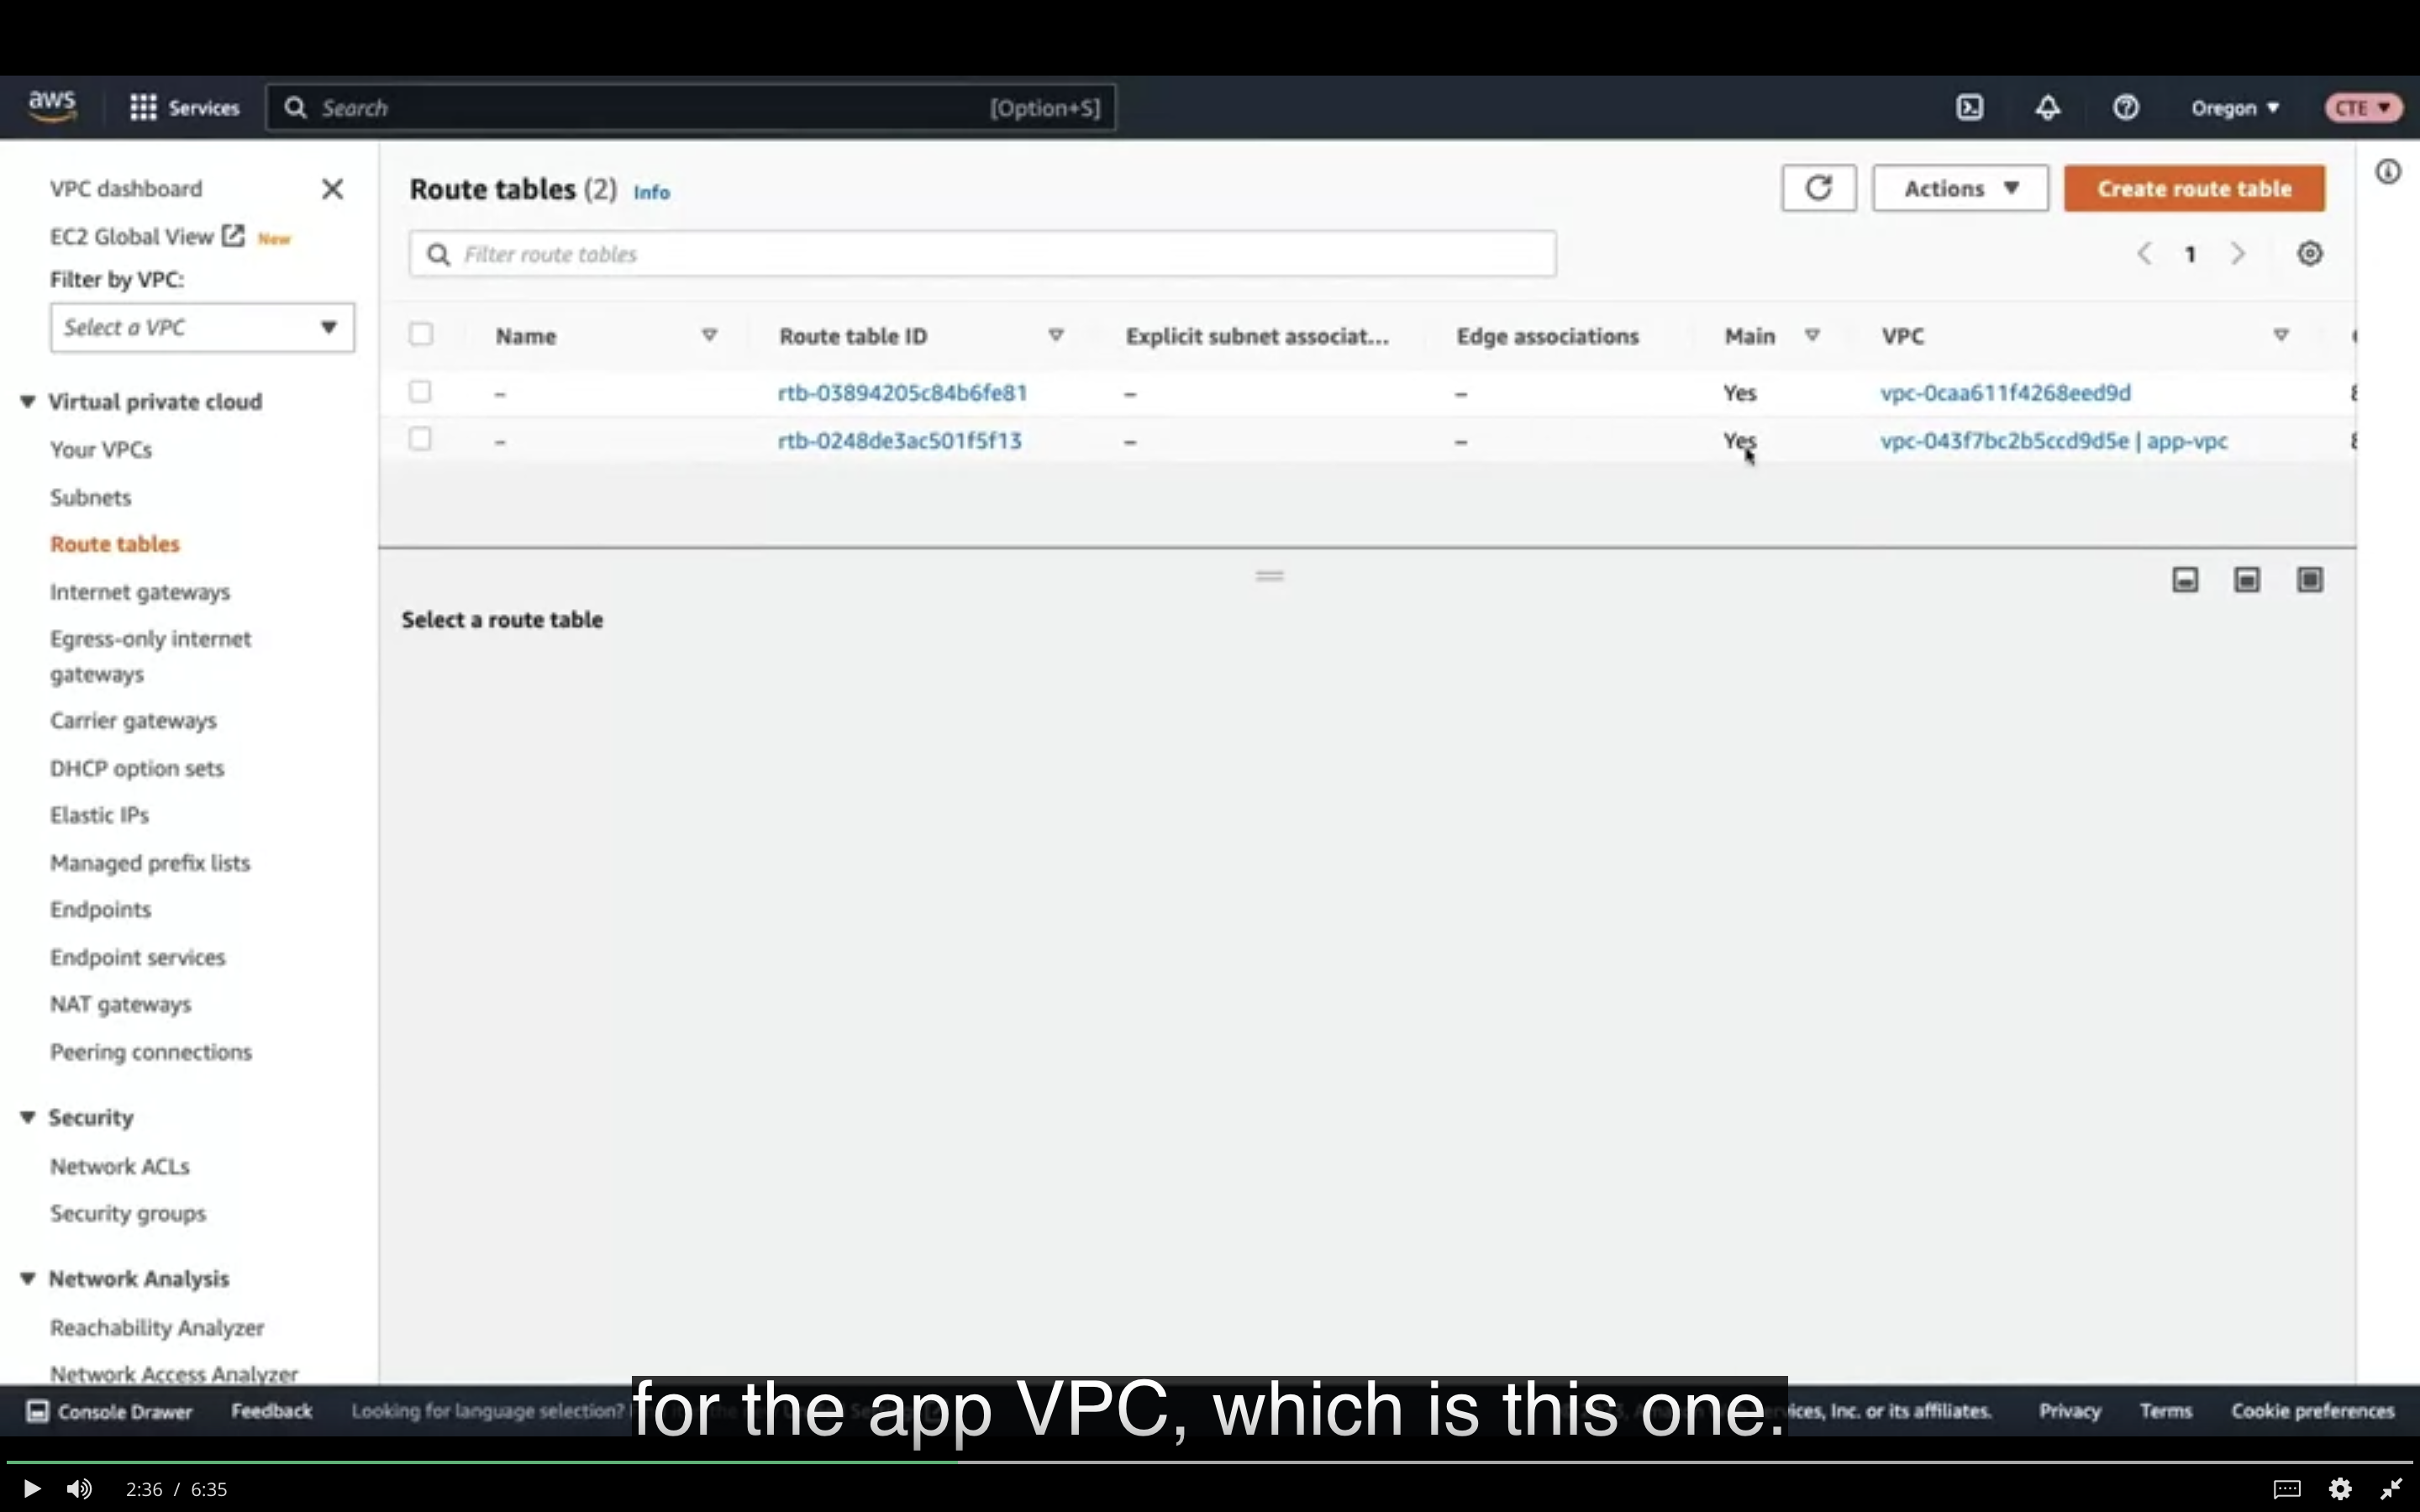 aws
Services
Search
[Option+S]
Oregon
CTE
VPC dashboard
EC2 Global View New
Filter by VPC:
Select a VPC
Virtual private cloud
Your VPCs
Subnets
Route tables
Internet gateways
Egress-only internet
gateways
Carrier gateways
DHCP option sets
Elastic IPs
Managed prefix lists
Endpoints
Endpoint services
NAT gateways
Peering connections
Security
Network ACLs
Security groups
Network Analysis
Reachability Analyzer
Network Access Analyzer
Route tables (2) Info
Actions
Create route table
Filter route tables
1
Name Route table ID Explicit subnet associat... Edge associations Main VPC
– rtb-03894205c84b6fe81 – – Yes vpc-0caa611f4268eed9d
– rtb-0248de3ac501f5f13 – – Yes vpc-043f7bc2b5ccd9d5e | app-vpc
Select a route table
Console Drawer Feedback Looking for language selection?
for the app VPC, which is this one.
Inc. or its affiliates. Privacy Terms Cookie preferences
2:36 / 6:35